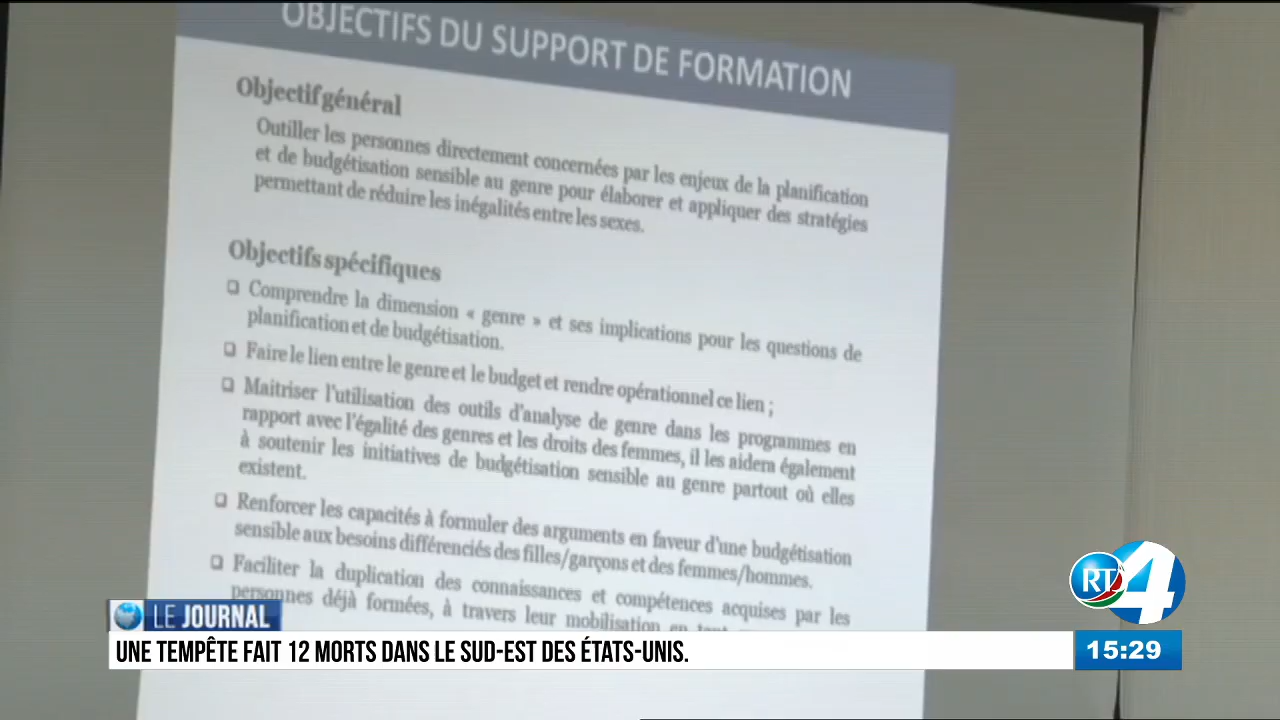 OBJECTIFS DU SUPPORT DE FORMATION
Objectif général
Outiller les personnes directement concernées par les enjeux de la planification
et de budgétisation sensible au genre pour élaborer et appliquer des stratégies
permettant de réduire les inégalités entre les sexes.
Objectifs spécifiques
❑ Comprendre la dimension « genre » et ses implications pour les questions de
planification et de budgétisation.
❑ Faire le lien entre le genre et le budget et rendre opérationnel ce lien ;
❑ Maitriser l'utilisation des outils d'analyse de genre dans les programmes en
rapport avec l'égalité des genres et les droits des femmes, il les aidera également
à soutenir les initiatives de budgétisation sensible au genre partout où elles
existent.
❑ Renforcer les capacités à formuler des arguments en faveur d'une budgétisation
sensible aux besoins différenciés des filles/garçons et des femmes/hommes.
❑ Faciliter la duplication des connaissances et compétences acquises par les
personnes déjà formées, à travers leur mobilisation en
RT4
LE JOURNAL
UNE TEMPÊTE FAIT 12 MORTS DANS LE SUD-EST DES ÉTATS-UNIS.
15:29